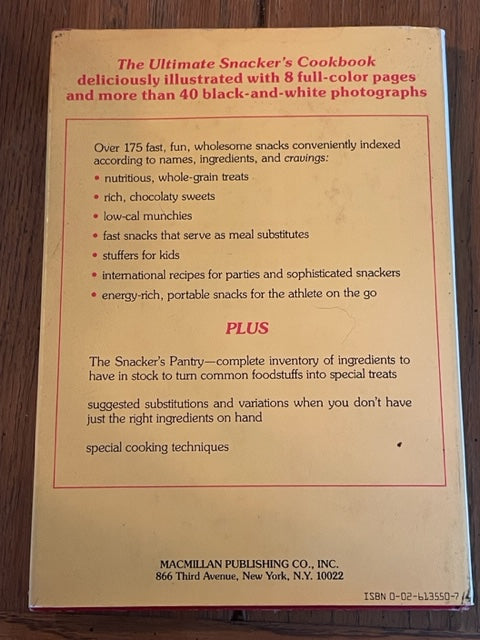 The Ultimate Snacker's Cookbook
deliciously illustrated with 8 full-color pages
and more than 40 black-and-white photographs
Over 175 fast, fun, wholesome snacks conveniently indexed
according to names, ingredients, and cravings:
• nutritious, whole-grain treats
• rich, chocolaty sweets
• low-cal munchies
• fast snacks that serve as meal substitutes
• stuffers for kids
• international recipes for parties and sophisticated snackers
• energy-rich, portable snacks for the athlete on the go
PLUS
The Snacker's Pantry—complete inventory of ingredients to
have in stock to turn common foodstuffs into special treats
suggested substitutions and variations when you don't have
just the right ingredients on hand
special cooking techniques
MACMILLAN PUBLISHING CO., INC.
866 Third Avenue, New York, N.Y. 10022
ISBN 0-02-613550-7